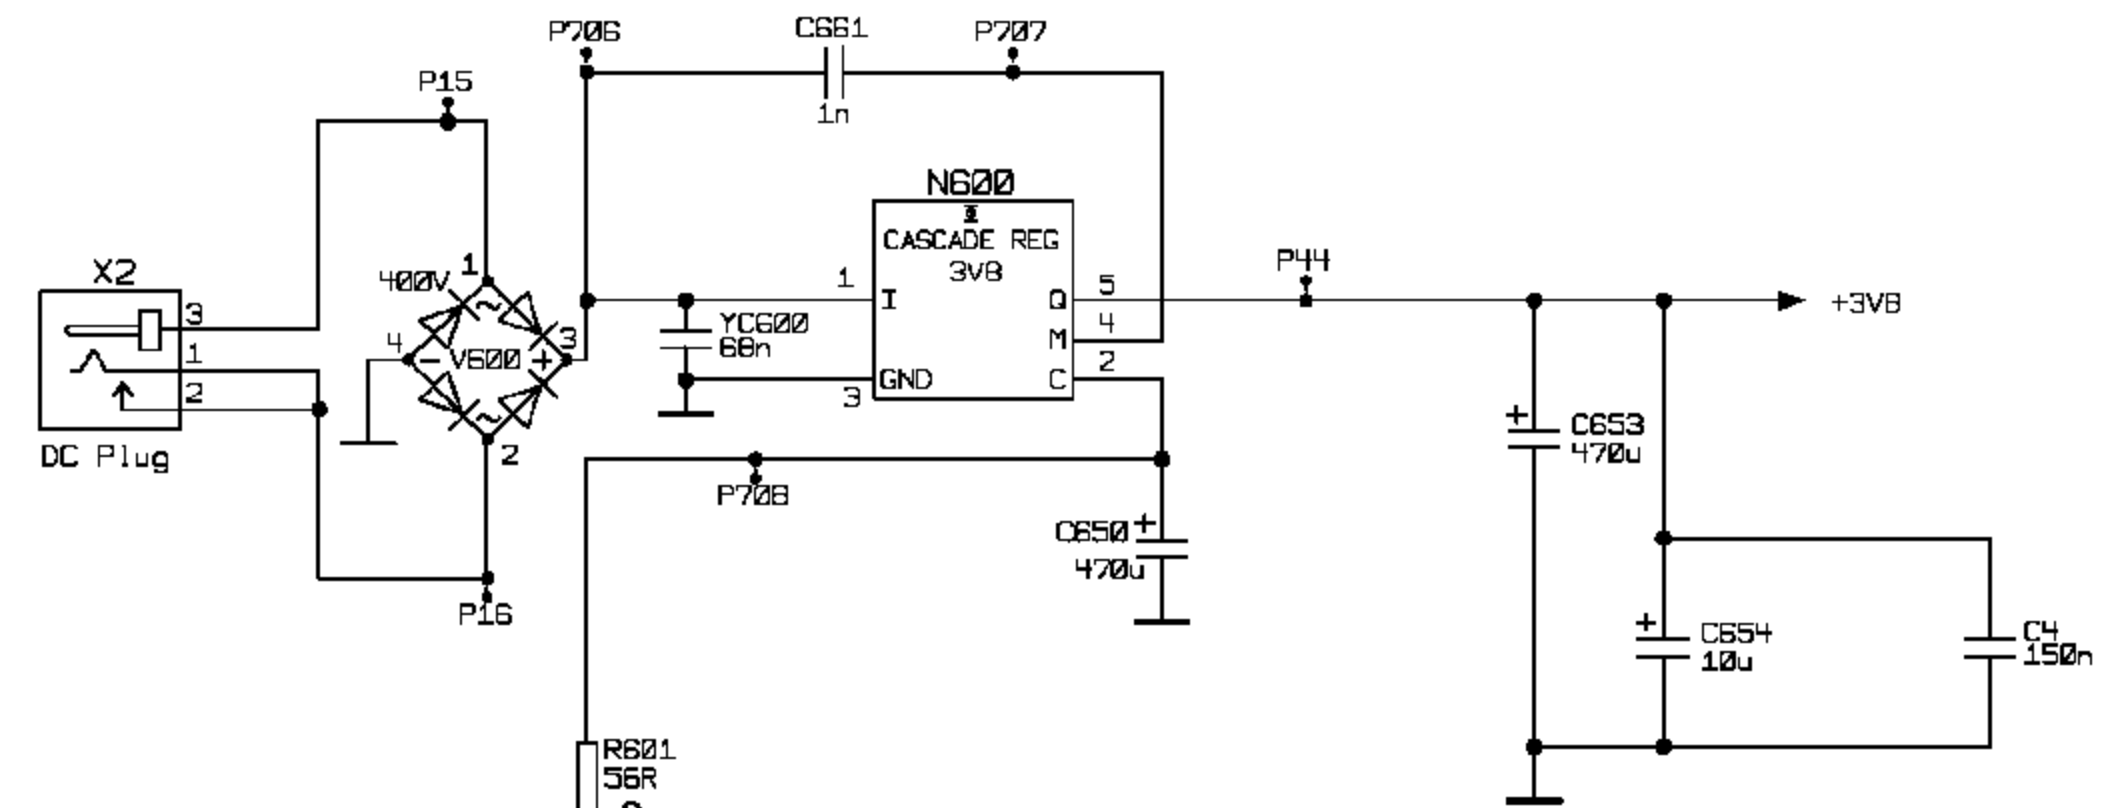 P706
C661
P707
P15
1n
N600
CASCADE REG
3V8
X2
400V
1
1
I
Q
5
P44
+3V8
3
YC600
68n
4
M
4
-
V600
+
3
1
2
GND
C
2
3
2
DC Plug
2
P708
+
C653
470u
C650
+
470u
P16
+
C654
10u
C4
150n
R601
56R